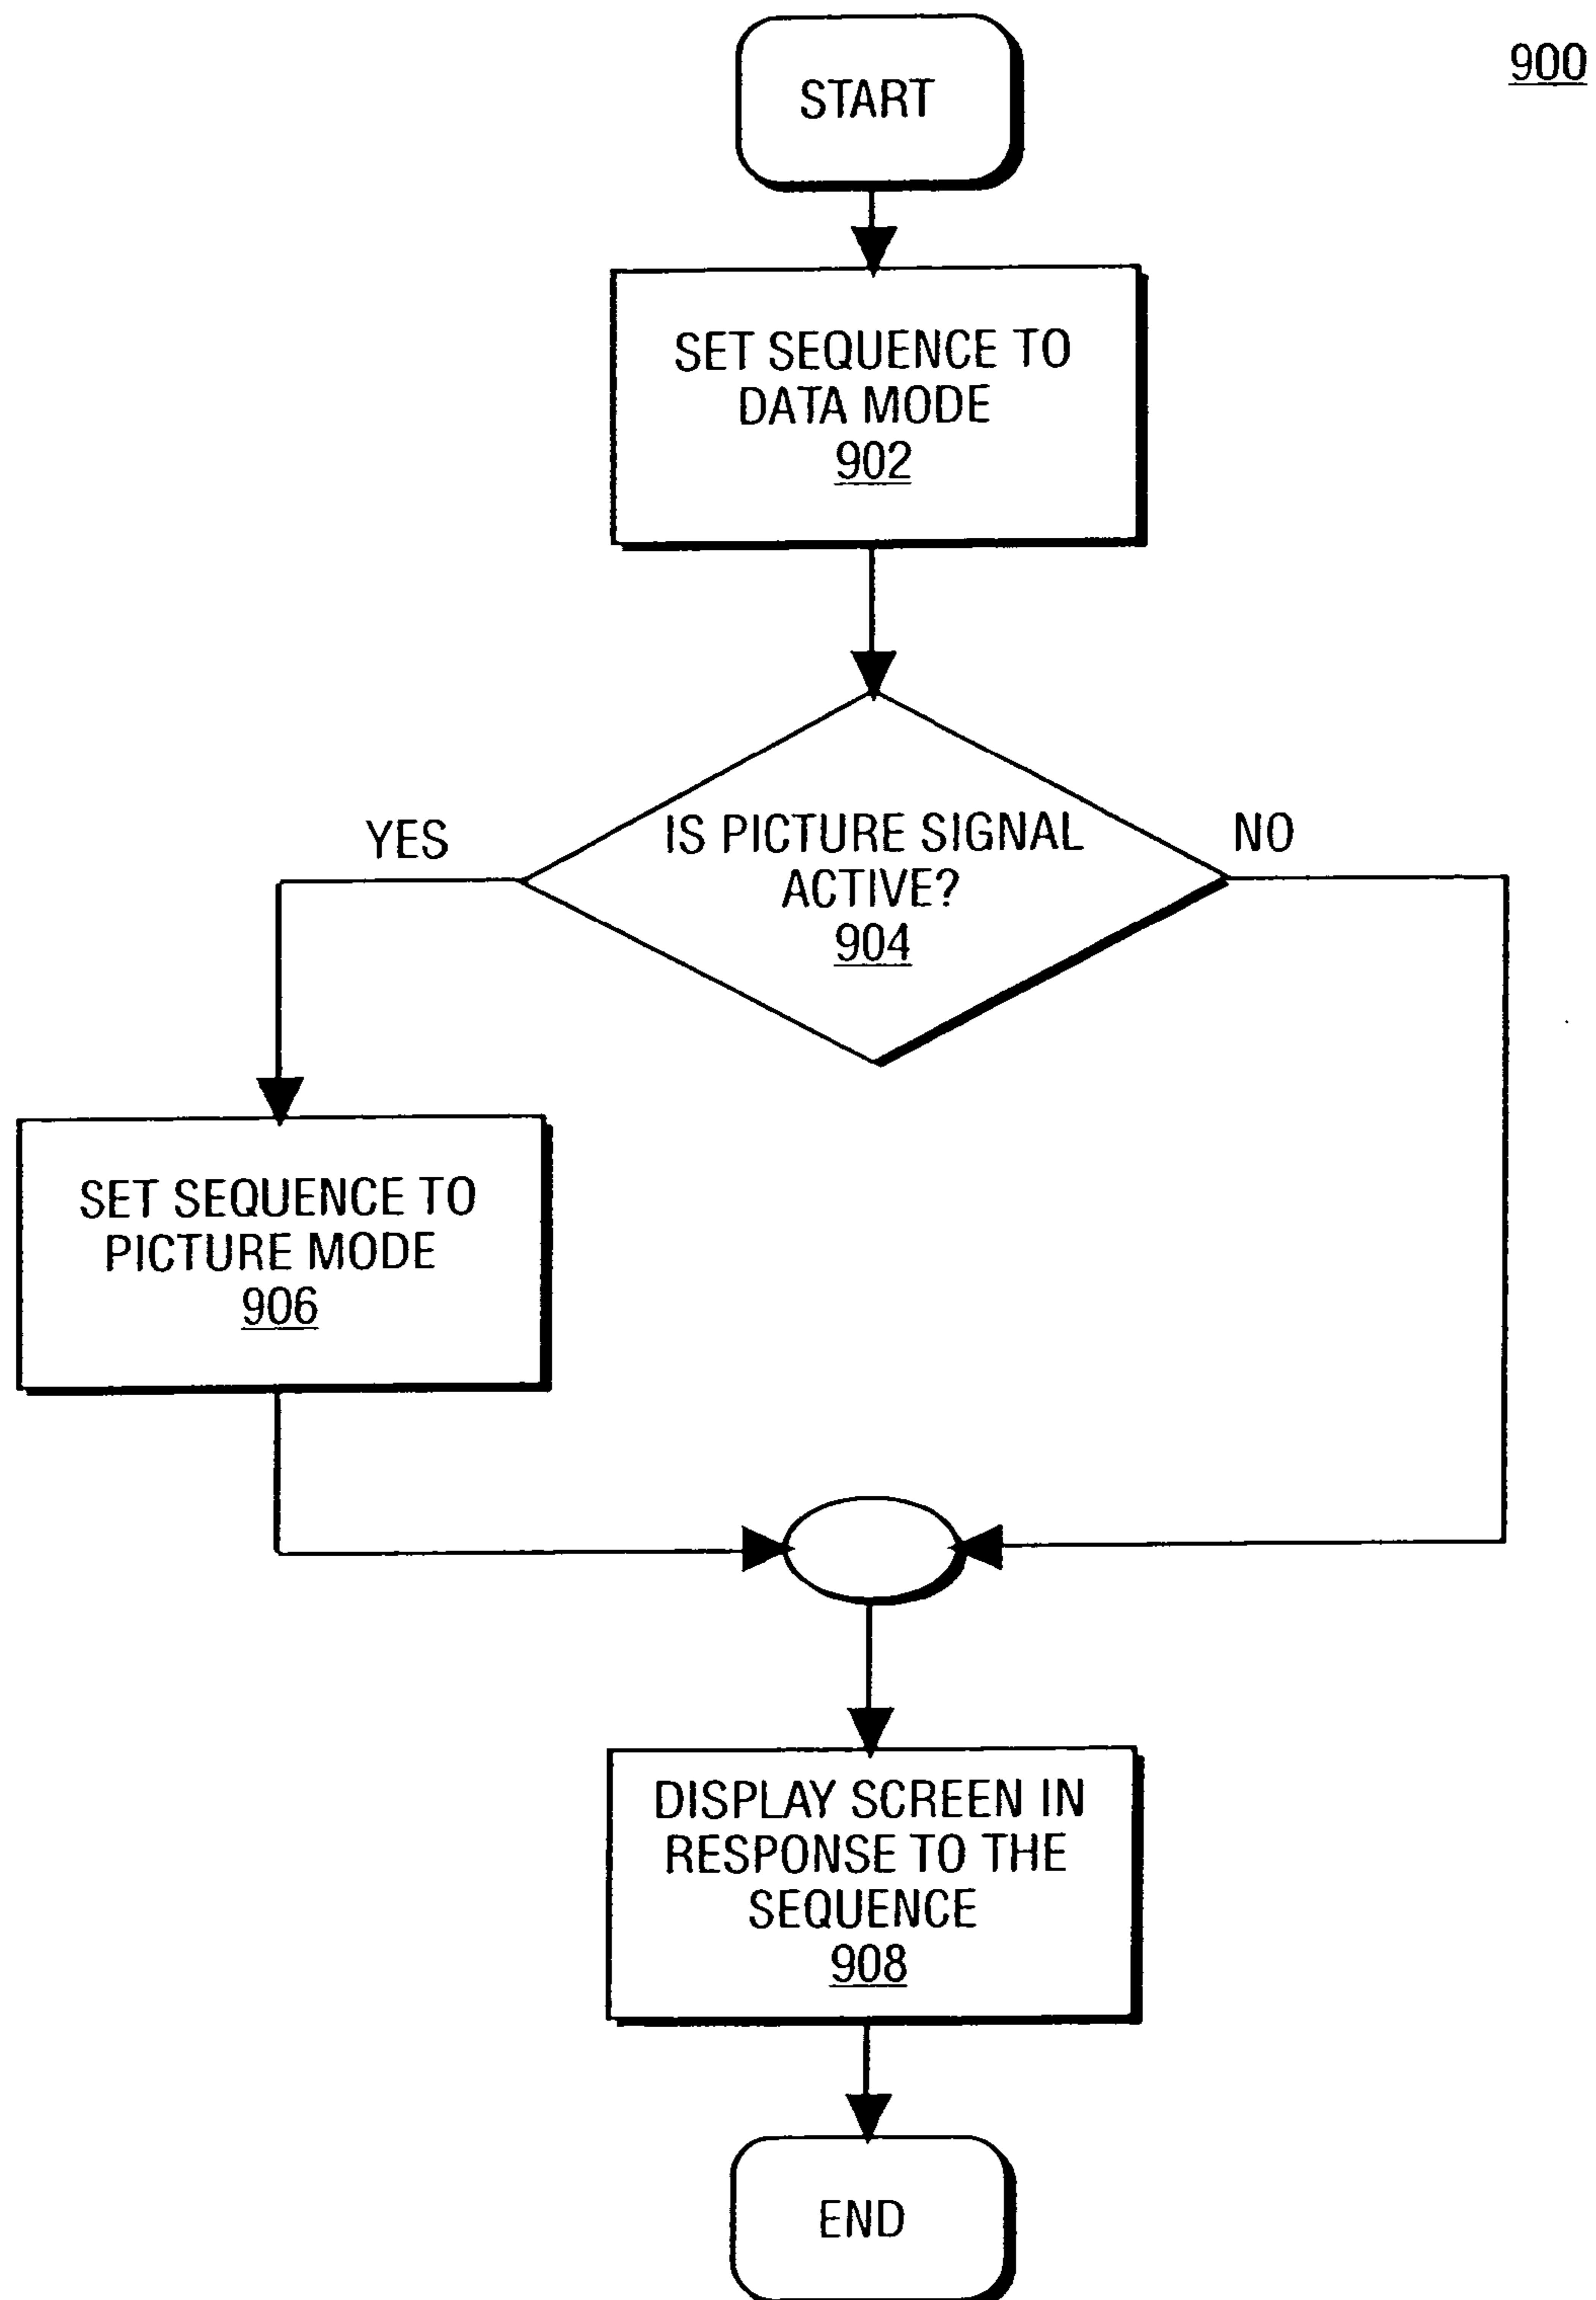 900
START
SET SEQUENCE TO
DATA MODE
902
YES
IS PICTURE SIGNAL
ACTIVE?
904
NO
SET SEQUENCE TO
PICTURE MODE
906
DISPLAY SCREEN IN
RESPONSE TO THE
SEQUENCE
908
END